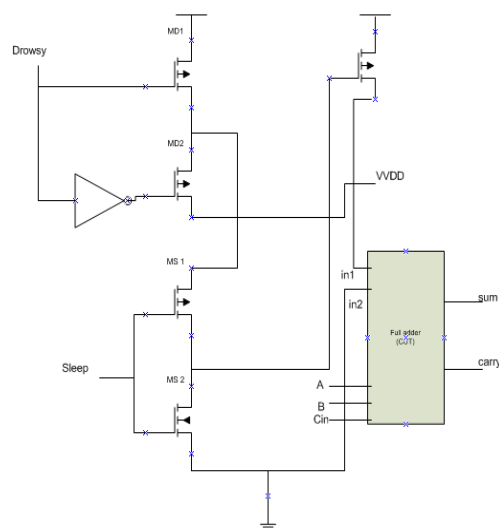 MD1
Drowsy
MD2
VVDD
MS 1
in1
in2
sum
Full adder
(CUT)
Sleep
MS 2
carry
A
B
Cin